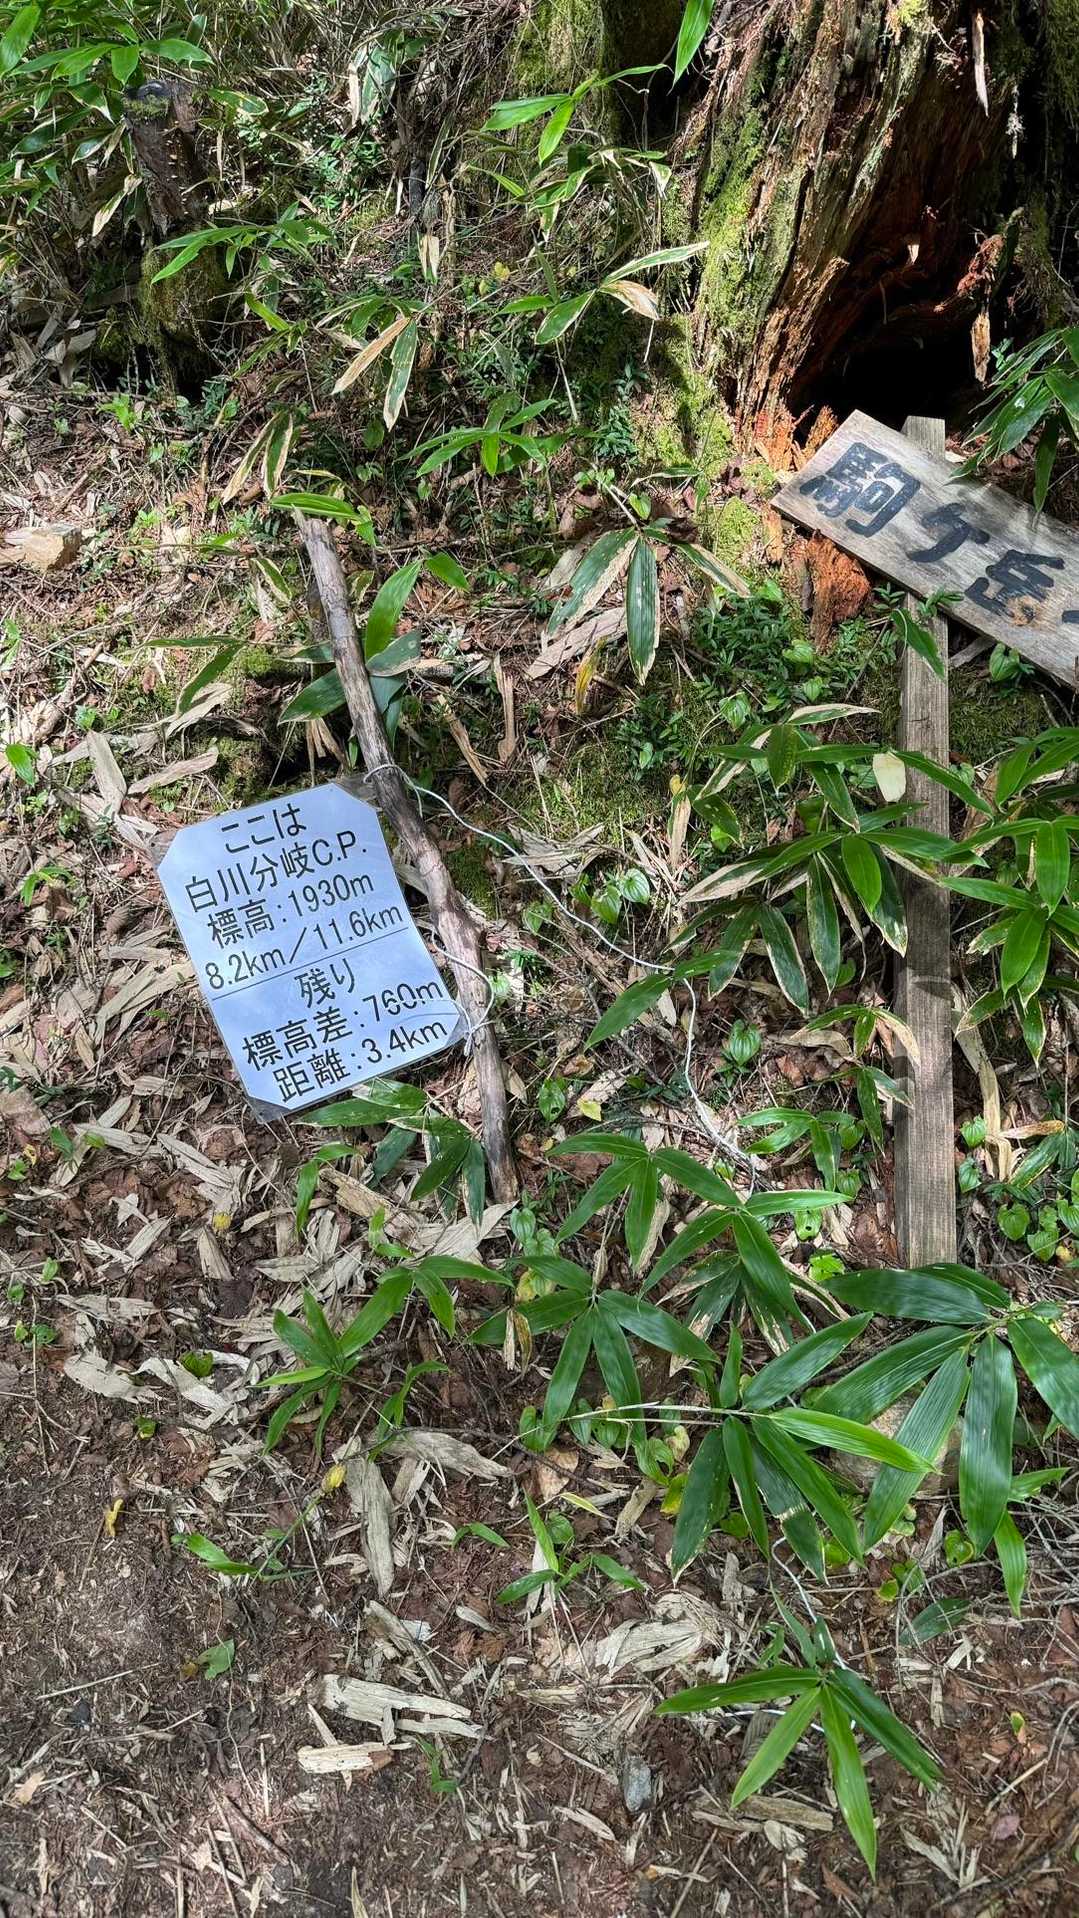 ここは
白川分岐C.P.
標高:1930m
8.2km/11.6km
残り
標高差:760m
距離:3.4km
駒ケ岳